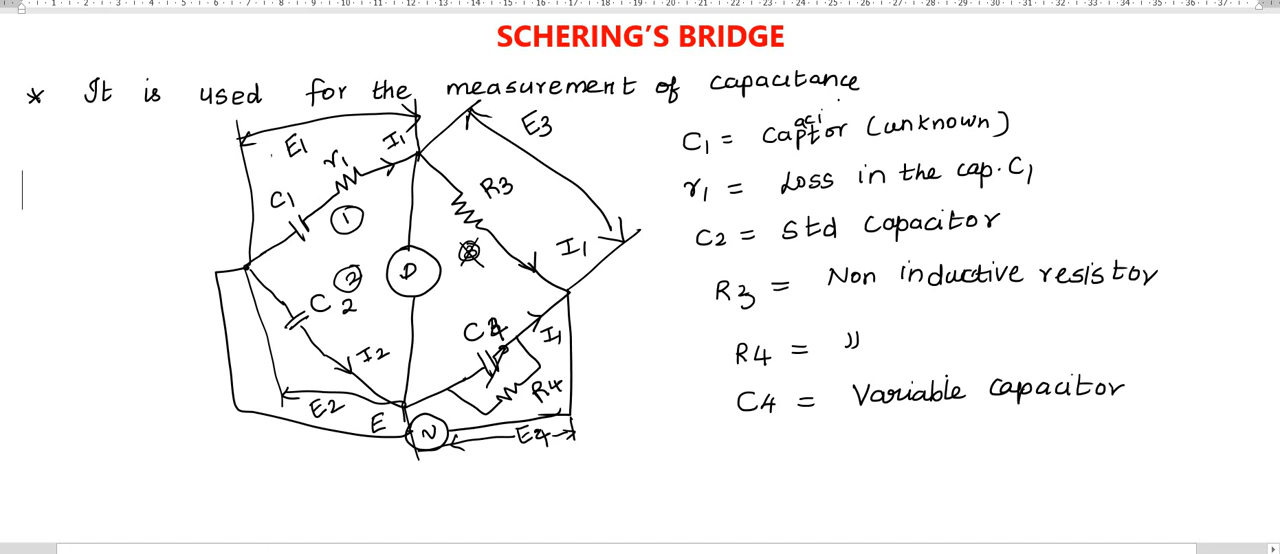 SCHERING'S BRIDGE
* It is used for the measurement of capacitance
E1
I1
E3
r1
C1
1
R3
C1 = Capacitor (unknown)
r1 = Loss in the cap. C1
C2 = Std capacitor
R3 = Non inductive resistor
R4 = "
C4 = Variable capacitor
D
I1
2
C2
C4
I1
I2
R4
E2
E
N
E4